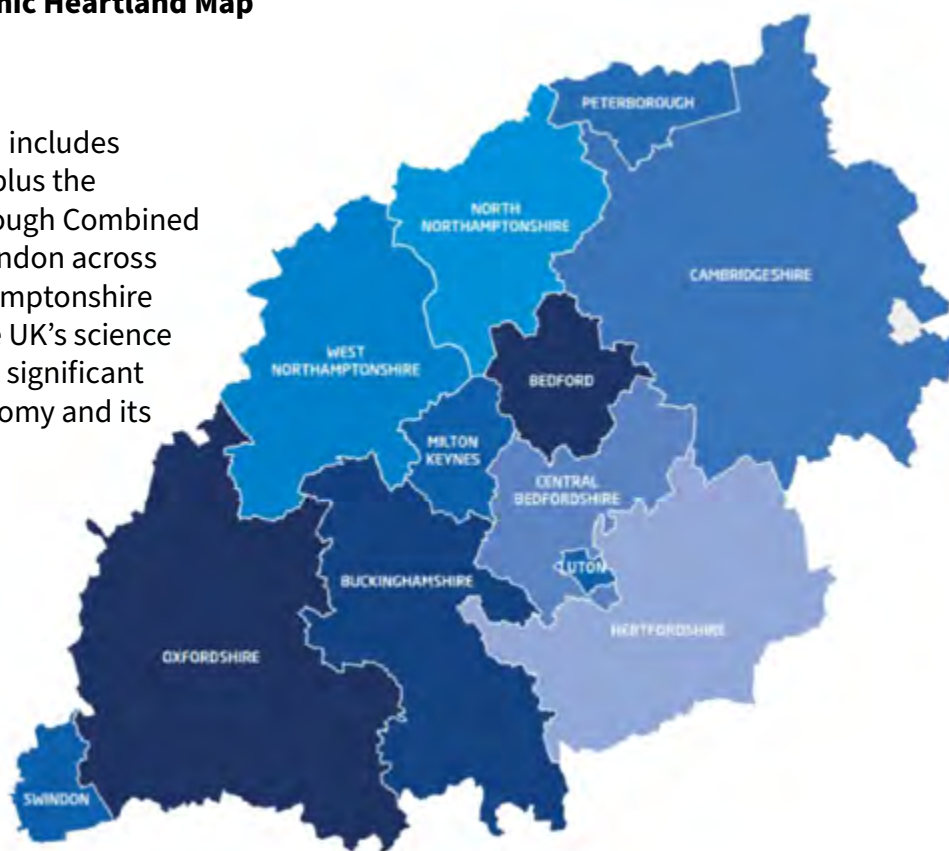 nic Heartland Map
includes
plus the
ough Combined
ndon across
amptonshire
e UK's science
significant
omy and its
PETERBOROUGH
NORTH
NORTHAMPTONSHIRE
CAMBRIDGESHIRE
WEST
NORTHAMPTONSHIRE
BEDFORD
MILTON
KEYNES
CENTRAL
BEDFORDSHIRE
LUTON
BUCKINGHAMSHIRE
HERTFORDSHIRE
OXFORDSHIRE
SWINDON